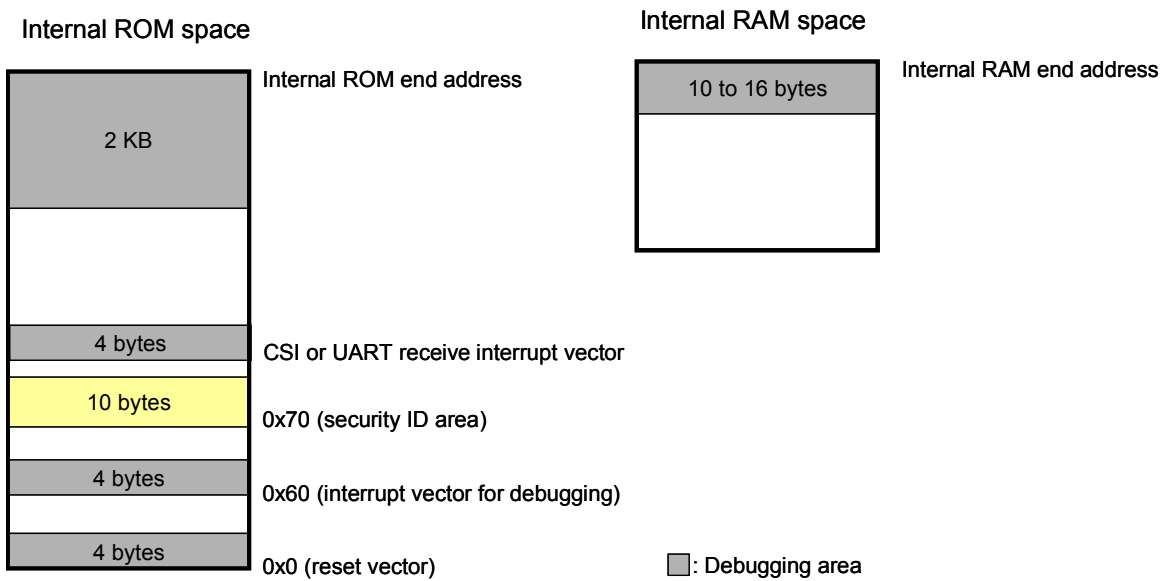 Internal ROM space
Internal ROM end address
2 KB
4 bytes
CSI or UART receive interrupt vector
10 bytes
0x70 (security ID area)
4 bytes
0x60 (interrupt vector for debugging)
4 bytes
0x0 (reset vector)
Internal RAM space
Internal RAM end address
10 to 16 bytes
: Debugging area